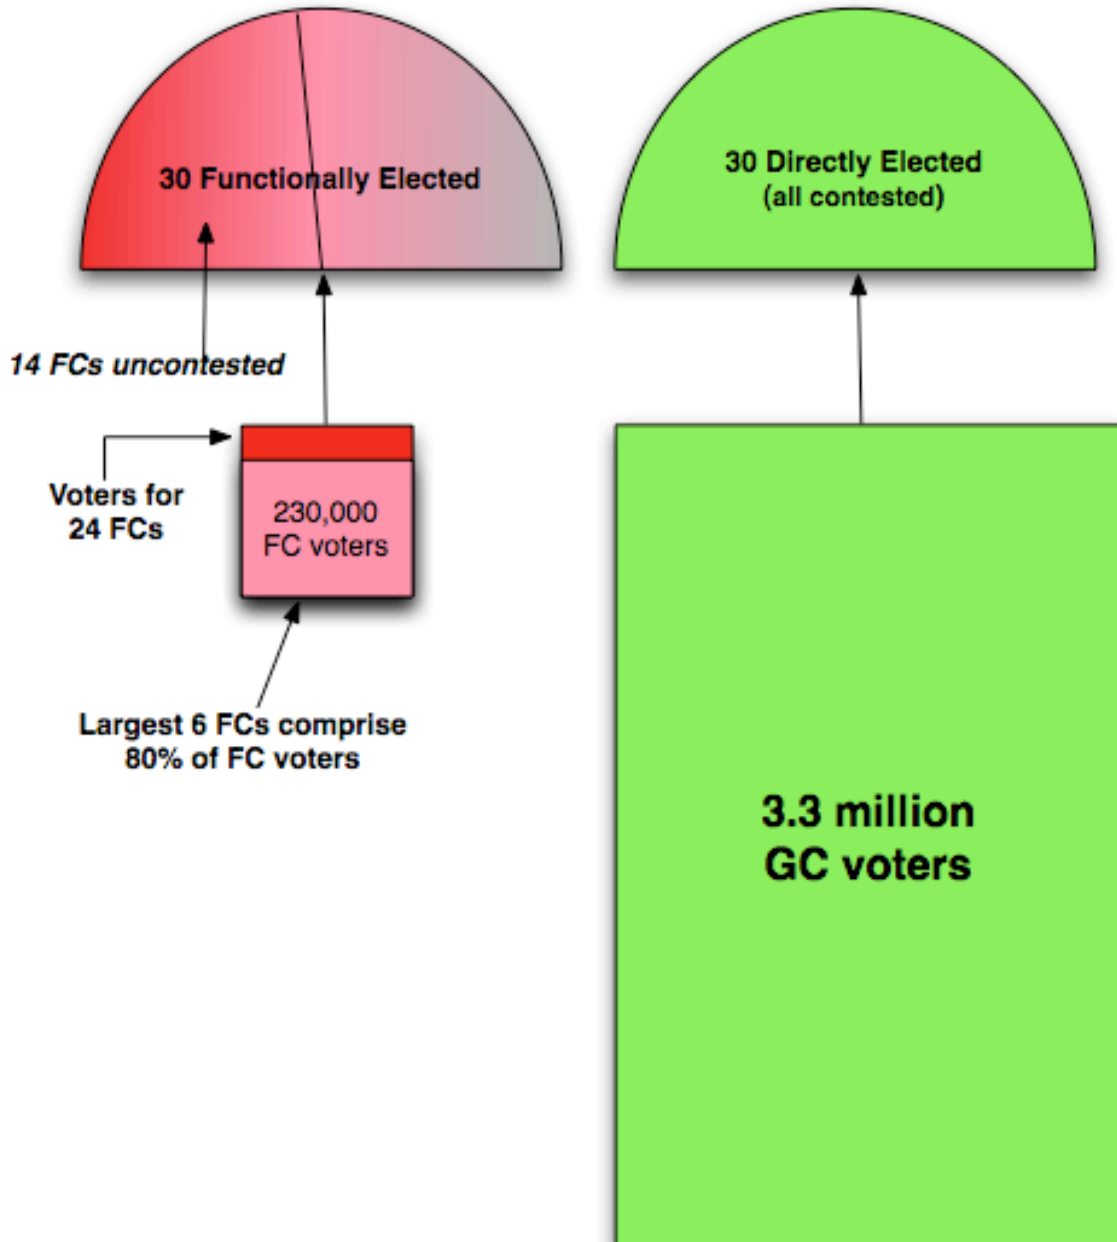 30 Functionally Elected
30 Directly Elected
(all contested)
14 FCs uncontested
Voters for
24 FCs
230,000
FC voters
Largest 6 FCs comprise
80% of FC voters
3.3 million
GC voters